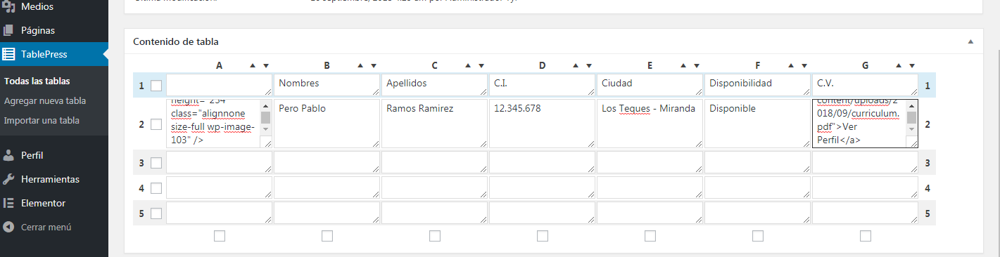 Medios
Páginas
TablePress
Todas las tablas
Agregar nueva tabla
Importar una tabla
Perfil
Herramientas
Elementor
Cerrar menú
Contenido de tabla
A B C D E F G
1 Nombres Apellidos C.I. Ciudad Disponibilidad C.V. 1
2
height="254"
class="alignnone
size-full wp-image-
103" />
Pero Pablo Ramos Ramirez 12.345.678 Los Teques - Miranda Disponible
content/uploads/2
018/09/curriculum.
pdf">Ver
Perfil</a>
2
3 3
4 4
5 5